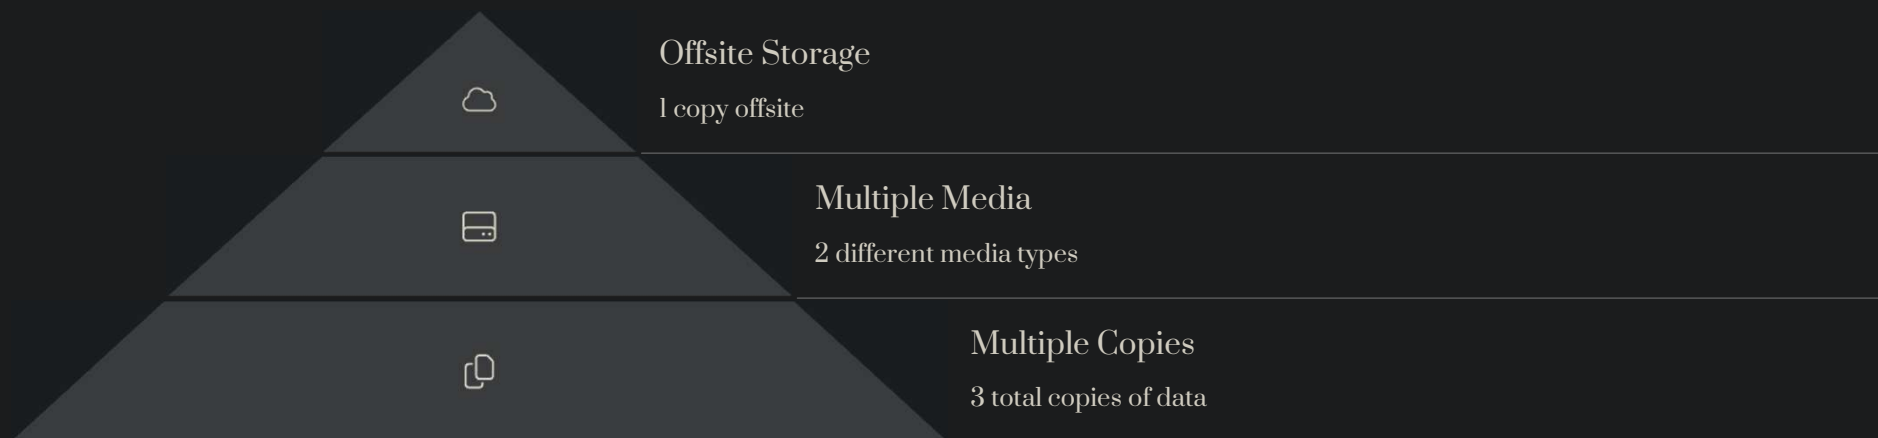 Offsite Storage
1 copy offsite
Multiple Media
2 different media types
Multiple Copies
3 total copies of data